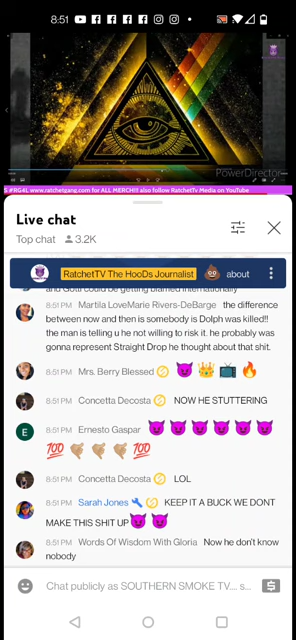 8:51
PowerDirector
S #RG4L www.ratchetgang.com for ALL MERCH!!! also follow RatchetTv Media on YouTube
Live chat
Top chat 3.2K
RatchetTV The HooDs Journalist 💩 about
and Gotti could be getting blamed internationally
8:51 PM Martila LoveMarie Rivers-DeBarge the difference
between now and then is somebody is Dolph was killed!!
the man is telling u he not willing to risk it. he probably was
gonna represent Straight Drop he thought about that shit.
8:51 PM Mrs. Berry Blessed 😈👑📺🔥
8:51 PM Concetta Decosta NOW HE STUTTERING
E 8:51 PM Ernesto Gaspar 😈😈😈😈😈😈
💯🤏🏼🤏🏼🤏🏼💯
8:51 PM Concetta Decosta LOL
8:51 PM Sarah Jones 🔧 KEEP IT A BUCK WE DONT
MAKE THIS SHIT UP 😈😈
8:51 PM Words Of Wisdom With Gloria Now he don't know
nobody
Chat publicly as SOUTHERN SMOKE TV.... s...